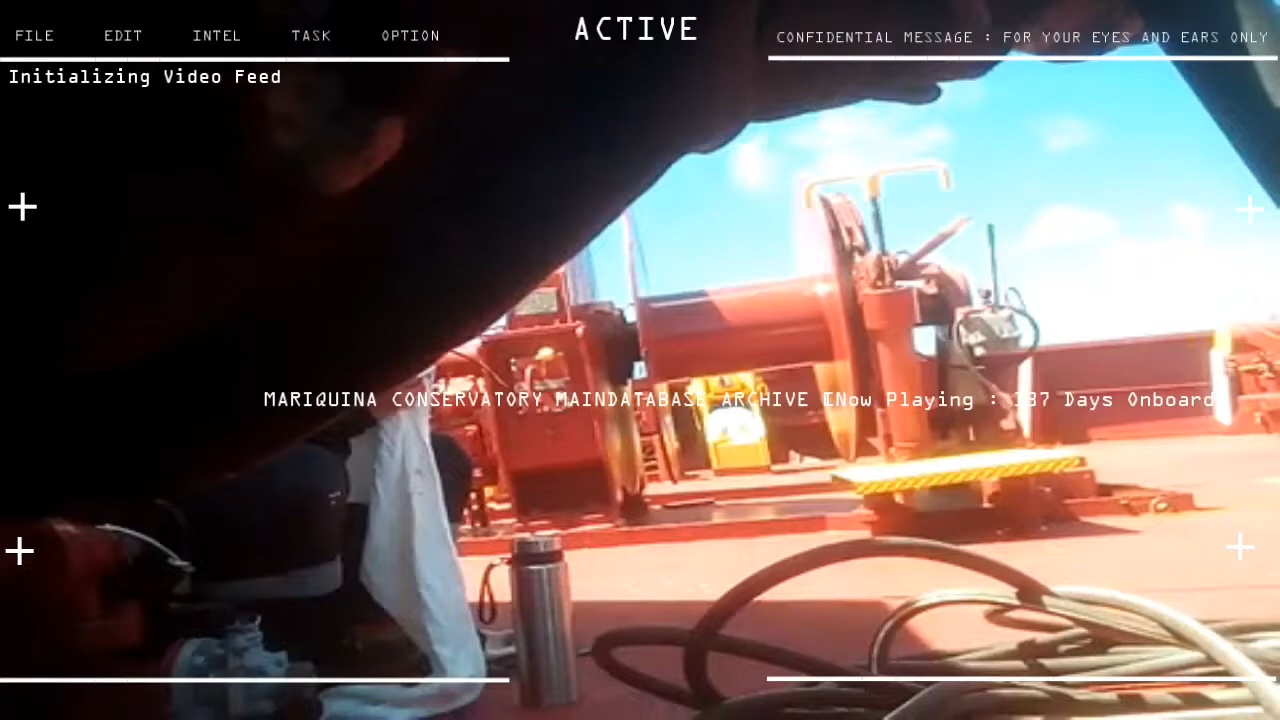 FILE EDIT INTEL TASK OPTION
ACTIVE
CONFIDENTIAL MESSAGE : FOR YOUR EYES AND EARS ONLY
Initializing Video Feed
MARIQUINA CONSERVATORY MAINDATABASE ARCHIVE [Now Playing : 187 Days Onboard